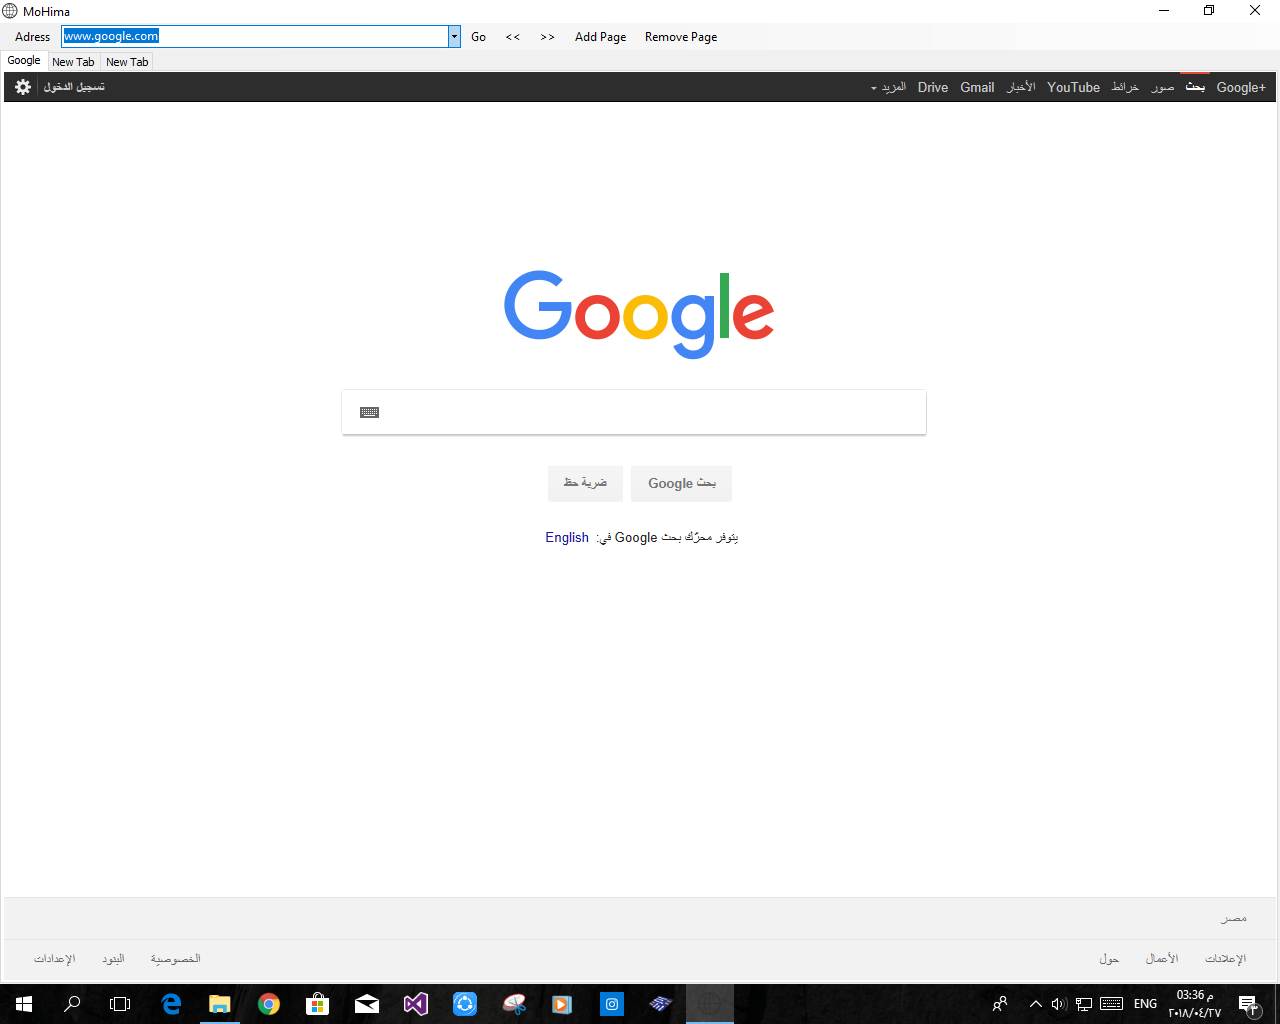 MoHima
Adress www.google.com Go << >> Add Page Remove Page
Google New Tab New Tab
Google+ بحث صور خرائط YouTube الأخبار Gmail Drive المزيد تسجيل الدخول
Google
بحث Google ضربة حظ
يتوفر محرّك بحث Google في: English
مصر
الإعلانات الأعمال حول الخصوصية البنود الإعدادات
ENG 03:36 م
٢٠١٨/٠٤/٢٧
٣